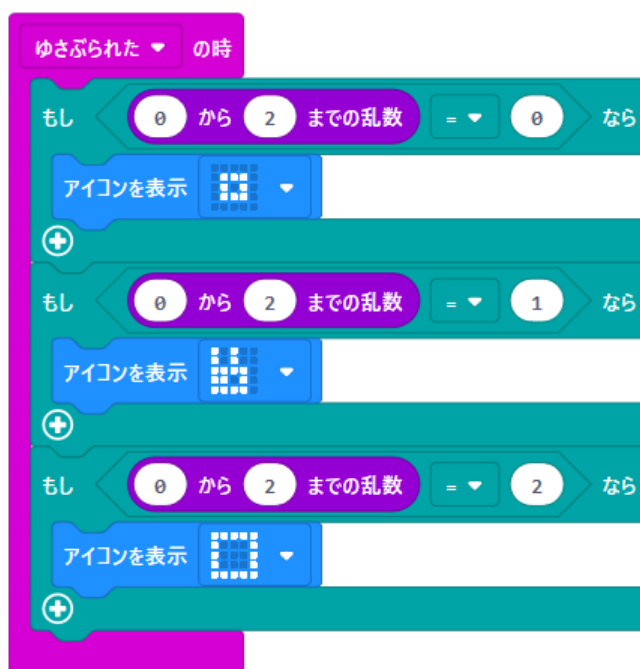 ゆさぶられた の時
もし 0 から 2 までの乱数 = 0 なら
アイコンを表示
もし 0 から 2 までの乱数 = 1 なら
アイコンを表示
もし 0 から 2 までの乱数 = 2 なら
アイコンを表示